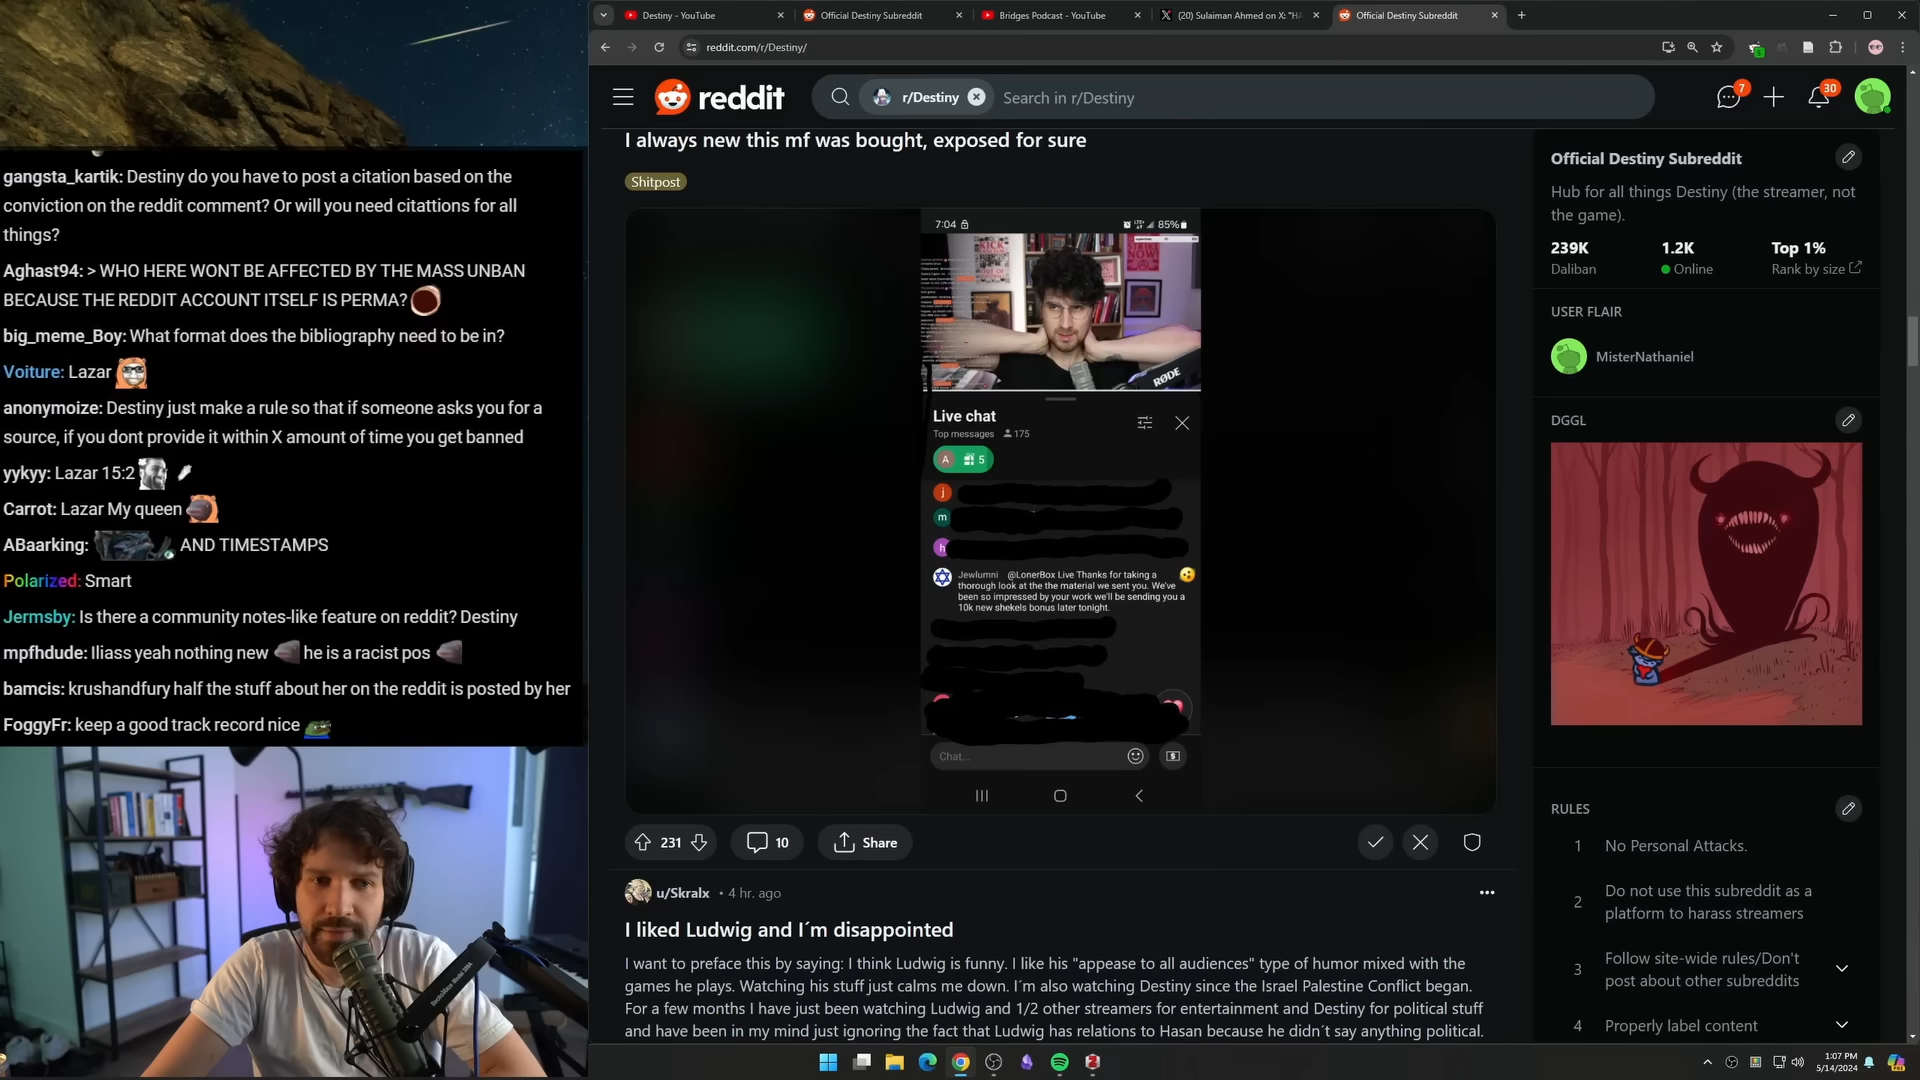 gangsta_kartik: Destiny do you have to post a citation based on the
conviction on the reddit comment? Or will you need citattions for all
things?
Aghast94: > WHO HERE WONT BE AFFECTED BY THE MASS UNBAN
BECAUSE THE REDDIT ACCOUNT ITSELF IS PERMA?
big_meme_Boy: What format does the bibliography need to be in?
Voiture: Lazar
anonymoize: Destiny just make a rule so that if someone asks you for a
source, if you dont provide it within X amount of time you get banned
yykyy: Lazar 15:2
Carrot: Lazar My queen
ABaarking: AND TIMESTAMPS
Polarized: Smart
Jermsby: Is there a community notes-like feature on reddit? Destiny
mpfhdude: Iliass yeah nothing new he is a racist pos
bamcis: krushandfury half the stuff about her on the reddit is posted by her
FoggyFr: keep a good track record nice
Destiny - YouTube
Official Destiny Subreddit
Bridges Podcast - YouTube
(20) Sulaiman Ahmed on X: "HA
Official Destiny Subreddit
reddit.com/r/Destiny/
reddit
r/Destiny
Search in r/Destiny
7
30
I always new this mf was bought, exposed for sure
Shitpost
7:04
85%
RØDE
Live chat
Top messages 175
A 5
j
m
h
Jewlumni @LonerBox Live Thanks for taking a
thorough look at the the material we sent you. We've
been so impressed by your work we'll be sending you a
10k new shekels bonus later tonight.
Chat...
231
10
Share
u/Skralx • 4 hr. ago
I liked Ludwig and I´m disappointed
I want to preface this by saying: I think Ludwig is funny. I like his "appease to all audiences" type of humor mixed with the
games he plays. Watching his stuff just calms me down. I´m also watching Destiny since the Israel Palestine Conflict began.
For a few months I have just been watching Ludwig and 1/2 other streamers for entertainment and Destiny for political stuff
and have been in my mind just ignoring the fact that Ludwig has relations to Hasan because he didn´t say anything political.
Official Destiny Subreddit
Hub for all things Destiny (the streamer, not
the game).
239K
Daliban
1.2K
Online
Top 1%
Rank by size
USER FLAIR
MisterNathaniel
DGGL
RULES
1 No Personal Attacks.
2 Do not use this subreddit as a
platform to harass streamers
3 Follow site-wide rules/Don't
post about other subreddits
4 Properly label content
1:07 PM
5/14/2024